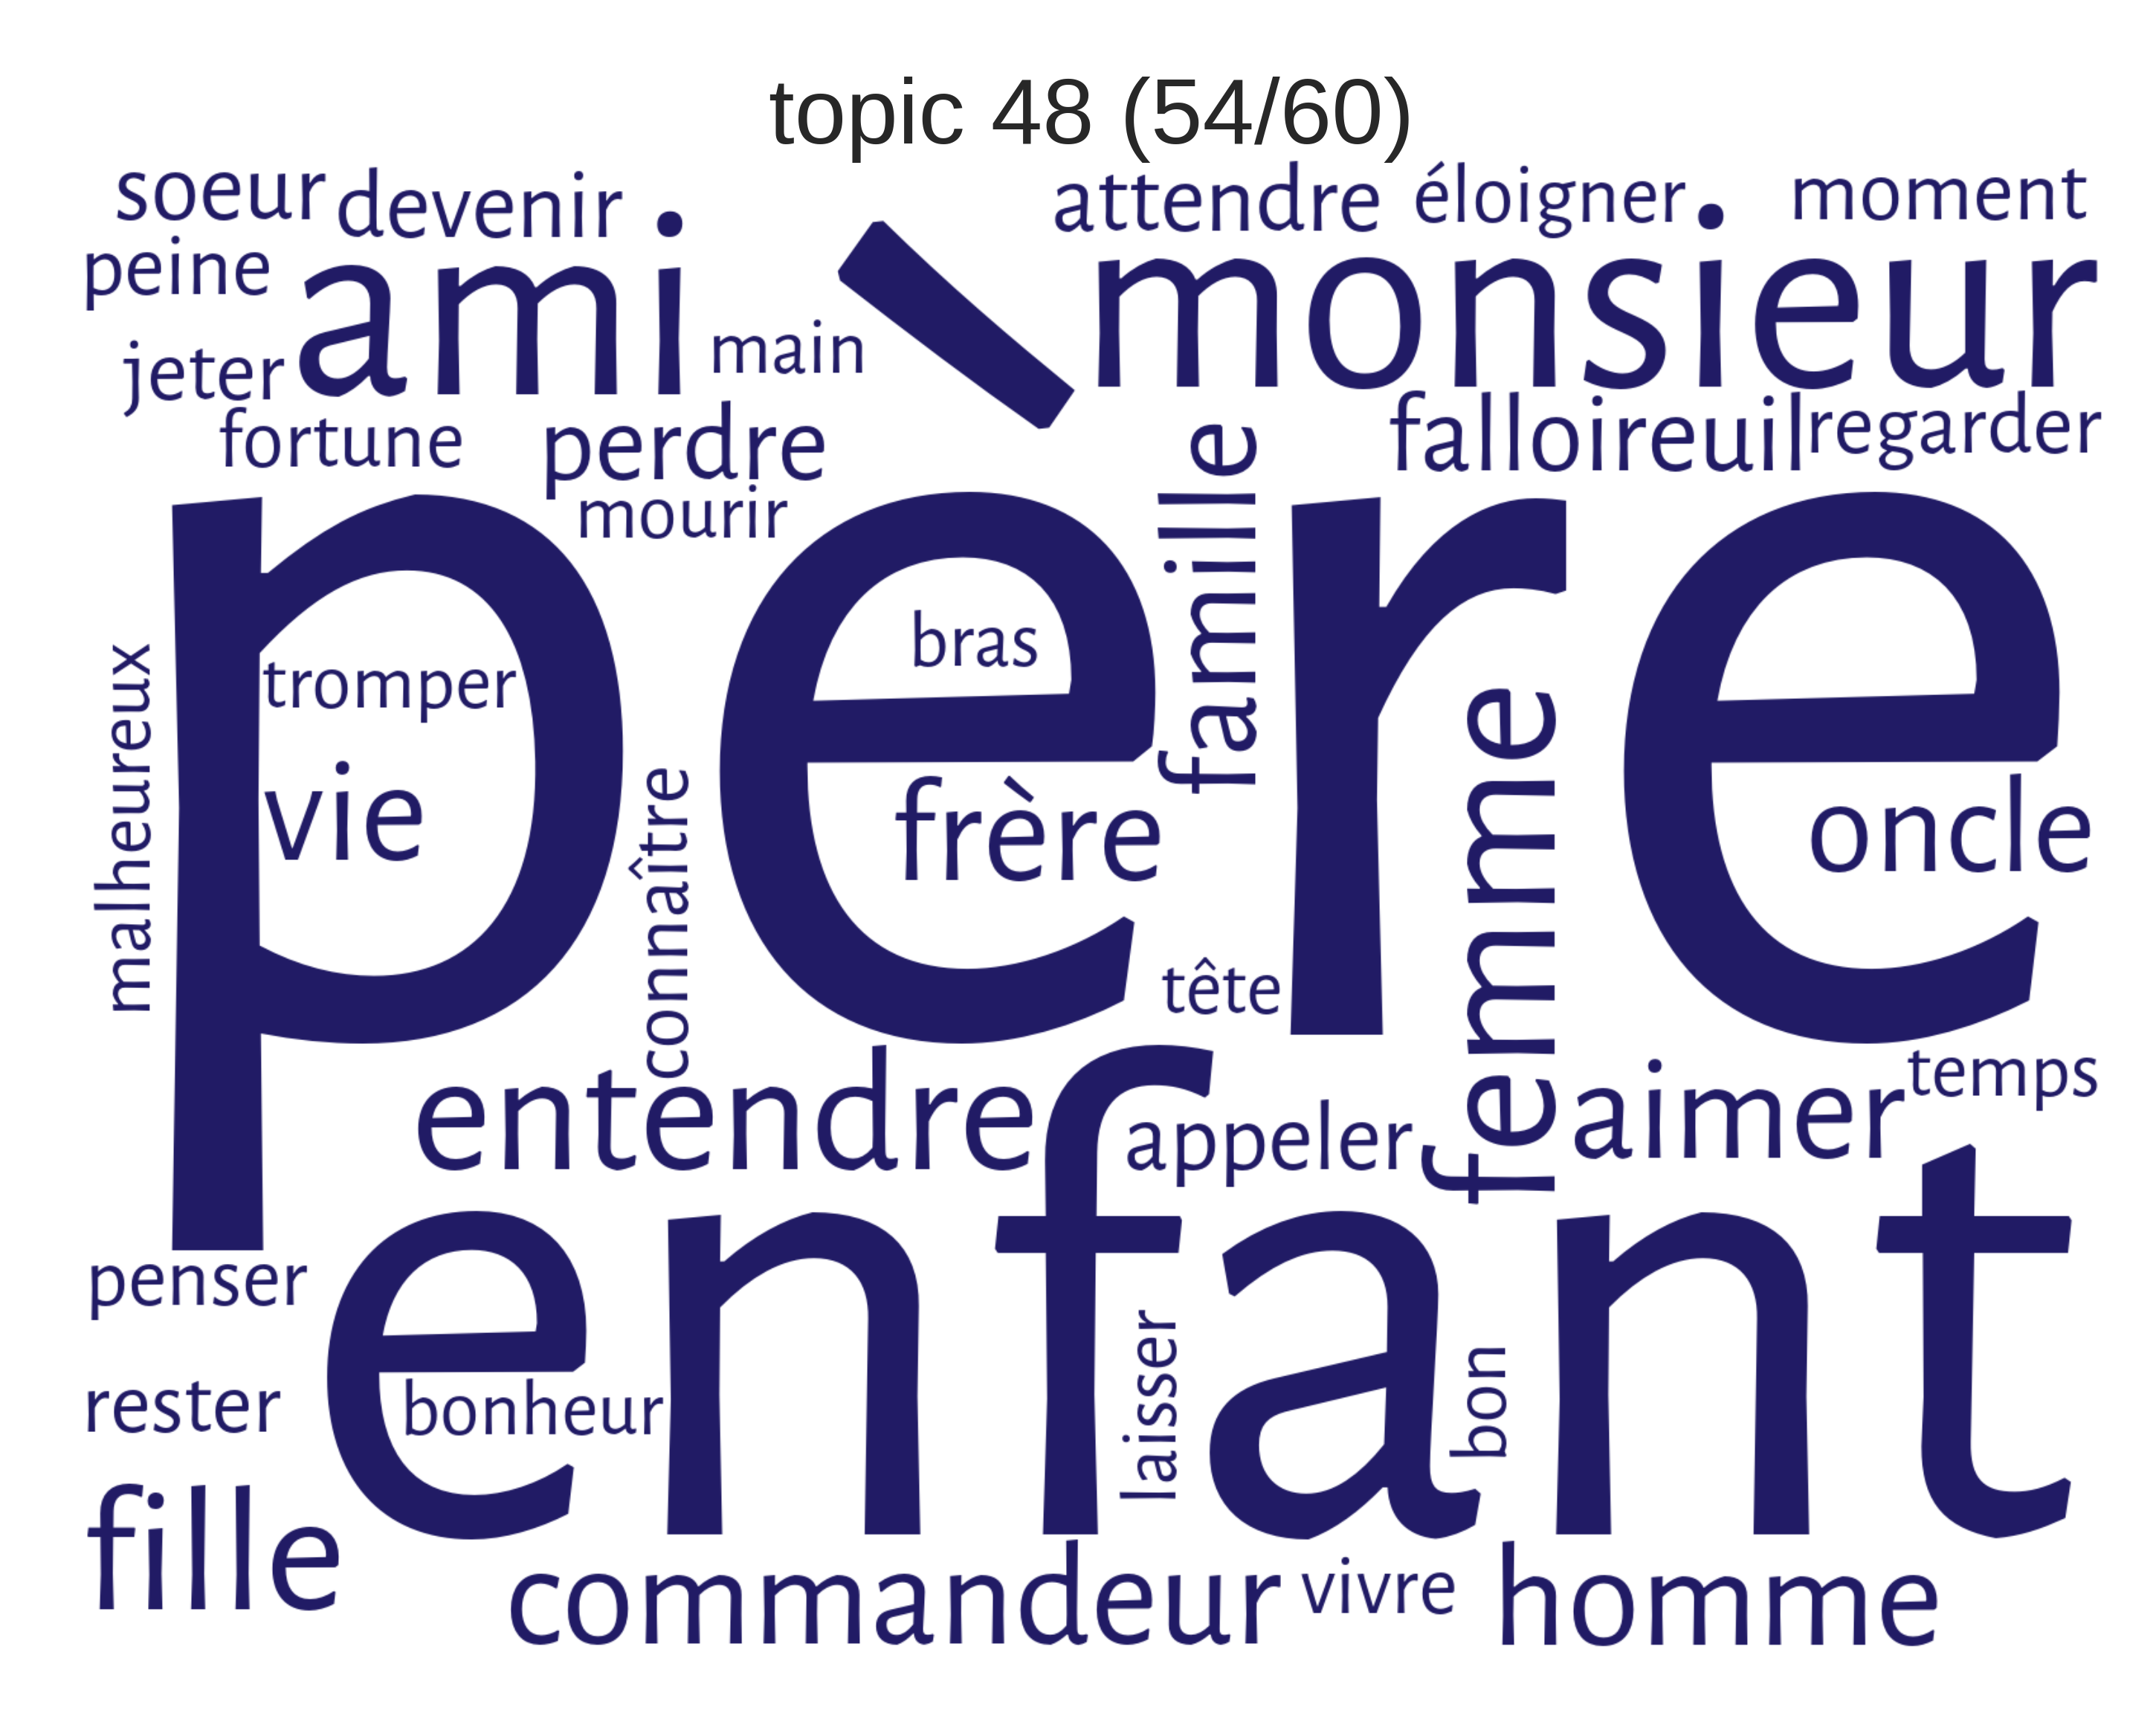 topic 48 (54/60)
soeur devenir attendre éloigner moment
peine ami monsieur
jeter main
fortune perdre falloir euil regarder
mourir
père
famille
bras
tromper
malheureux
vie frère oncle
connaître
femme
tête
entendre appeler aimer temps
enfant
penser
laisser
bon
rester bonheur
fille
commandeur vivre homme